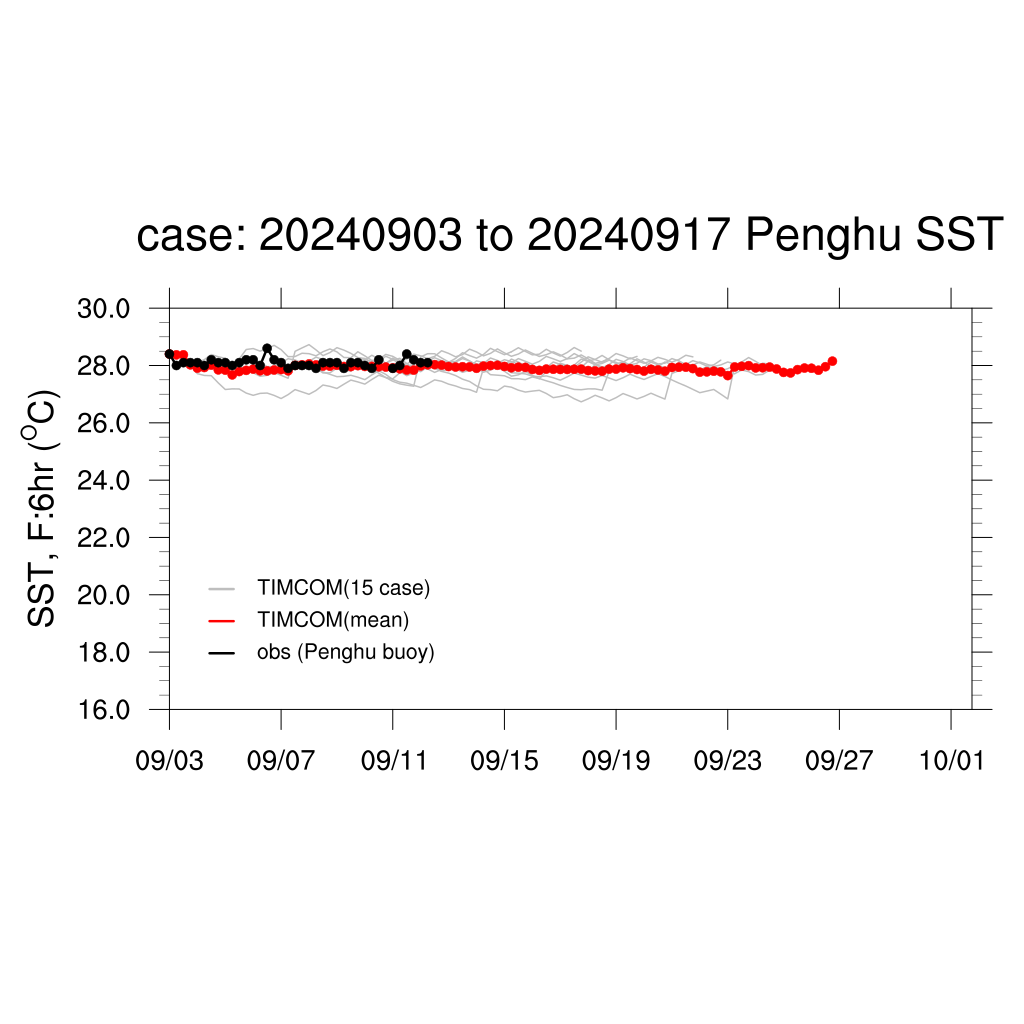 case: 20240903 to 20240917 Penghu SST
30.0
28.0
26.0
24.0
22.0
20.0
18.0
16.0
SST, F:6hr (°C)
TIMCOM(15 case)
TIMCOM(mean)
obs (Penghu buoy)
09/03 09/07 09/11 09/15 09/19 09/23 09/27 10/01